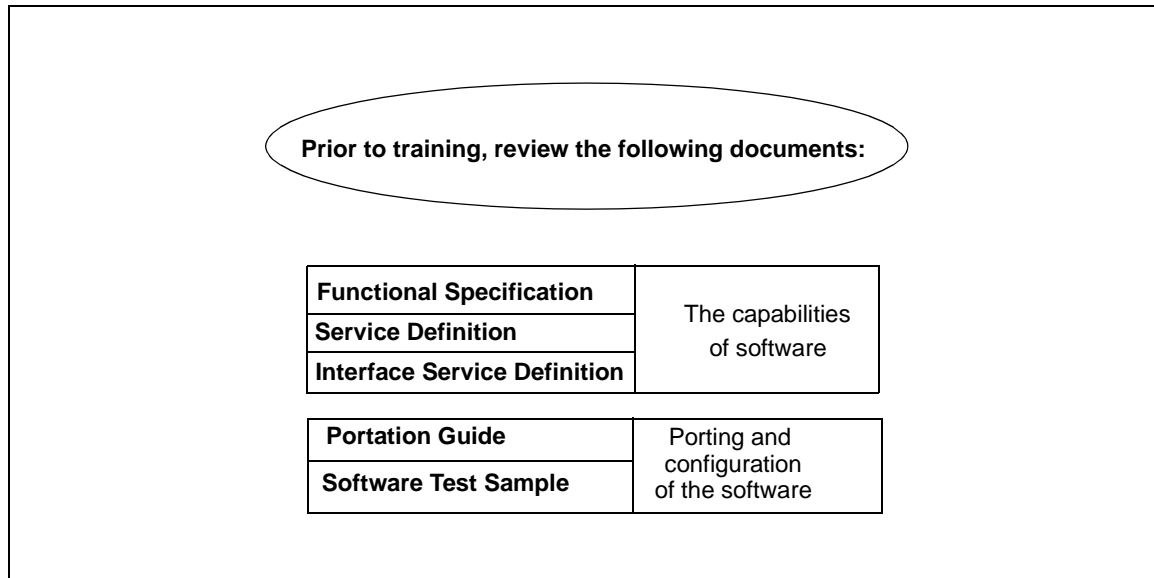 Prior to training, review the following documents:
Functional Specification
Service Definition
Interface Service Definition
The capabilities
of software
Portation Guide
Software Test Sample
Porting and
configuration
of the software